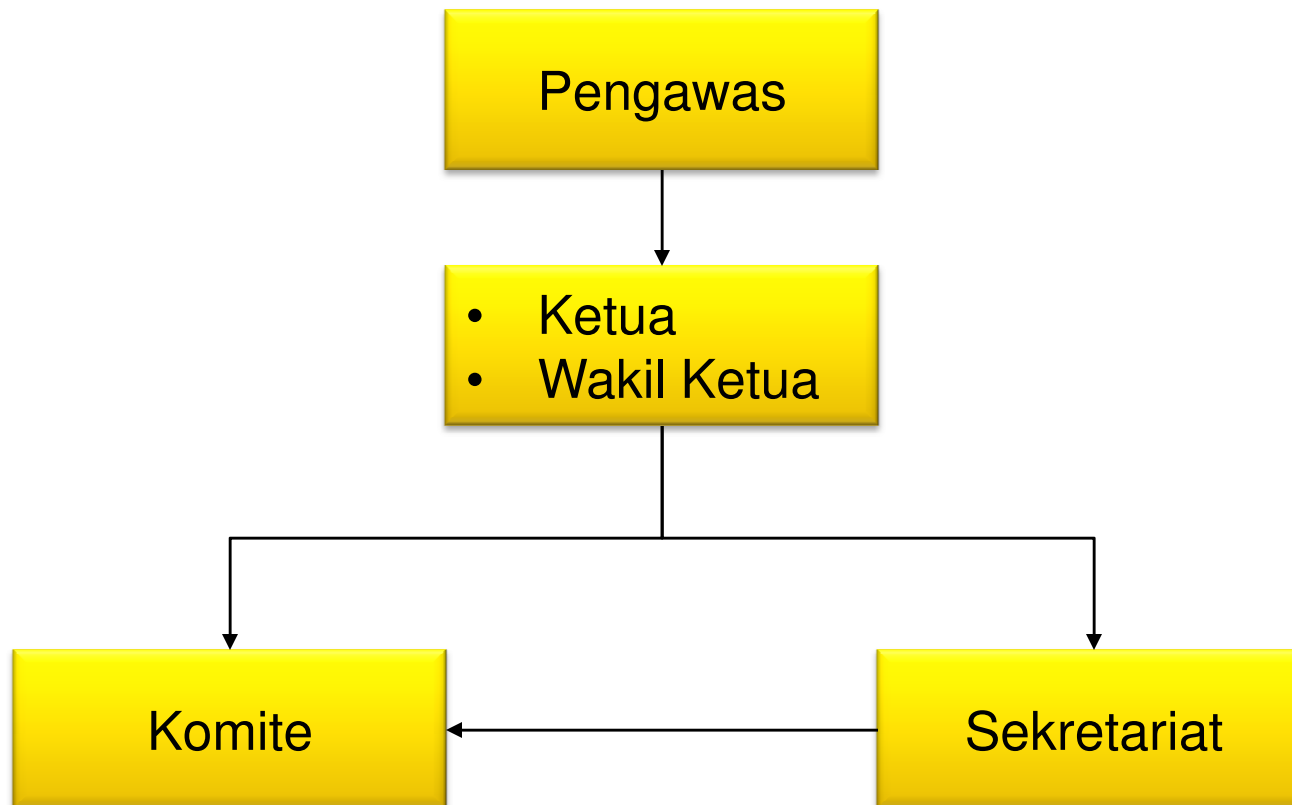 Pengawas
• Ketua
• Wakil Ketua
Komite
Sekretariat